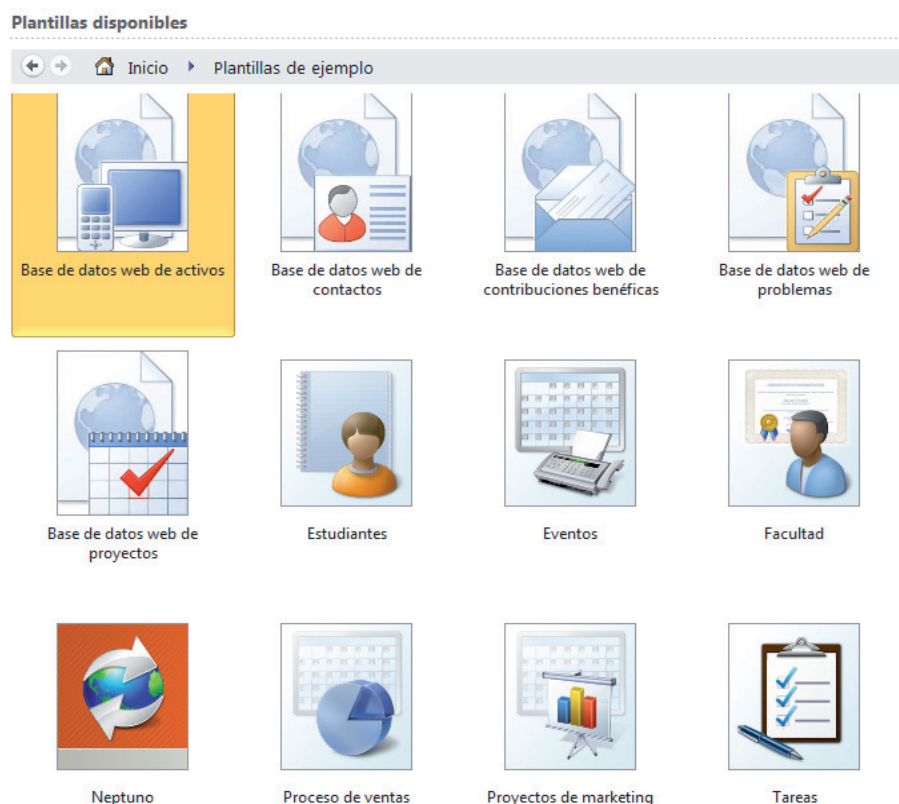 Plantillas disponibles
Inicio
Plantillas de ejemplo
Base de datos web de activos
Base de datos web de
contactos
Base de datos web de
contribuciones benéficas
Base de datos web de
problemas
Base de datos web de
proyectos
Estudiantes
Eventos
Facultad
Neptuno
Proceso de ventas
Proyectos de marketing
Tareas